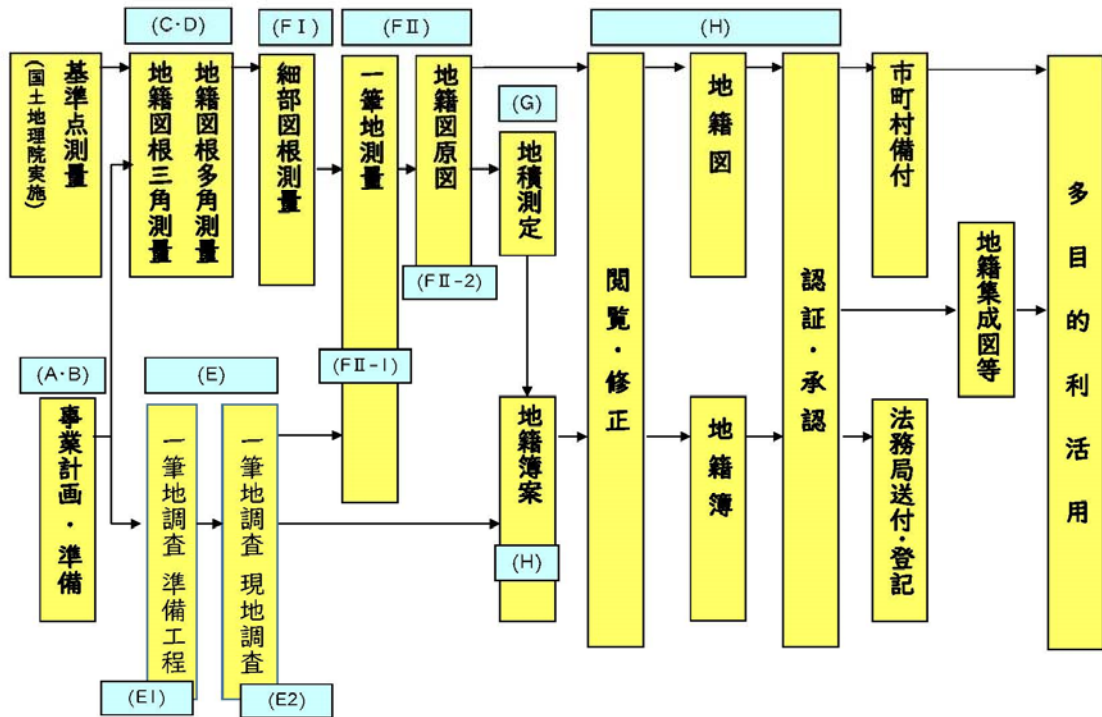 (C・D)
(FⅠ)
(FⅡ)
(H)
基準点測量
(国土地理院実施)
地籍図根多角測量
地籍図根三角測量
細部図根測量
一筆地測量
地籍図原図
(G)
地積測定
(FⅡ-2)
(FⅡ-1)
閲覧・修正
地籍図
認証・承認
市町村備付
地籍集成図等
多目的利活用
(A・B)
事業計画・準備
(E)
一筆地調査 準備工程
(E1)
一筆地調査 現地調査
(E2)
地籍簿案
(H)
地籍簿
法務局送付・登記